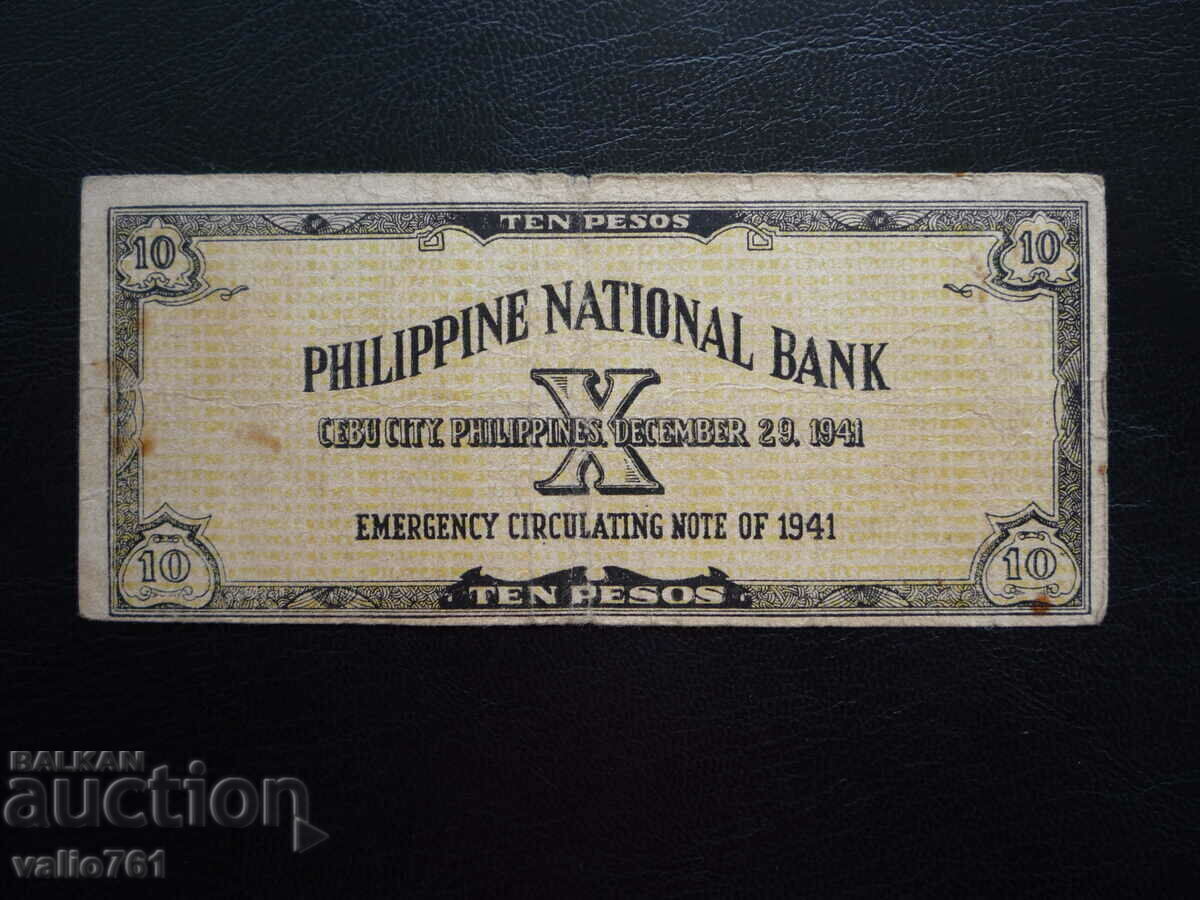 TEN PESOS
10 10
PHILIPPINE NATIONAL BANK
X
CEBU CITY, PHILIPPINES, DECEMBER 29, 1941
EMERGENCY CIRCULATING NOTE OF 1941
10 10
TEN PESOS
BALKAN
auction
valio761